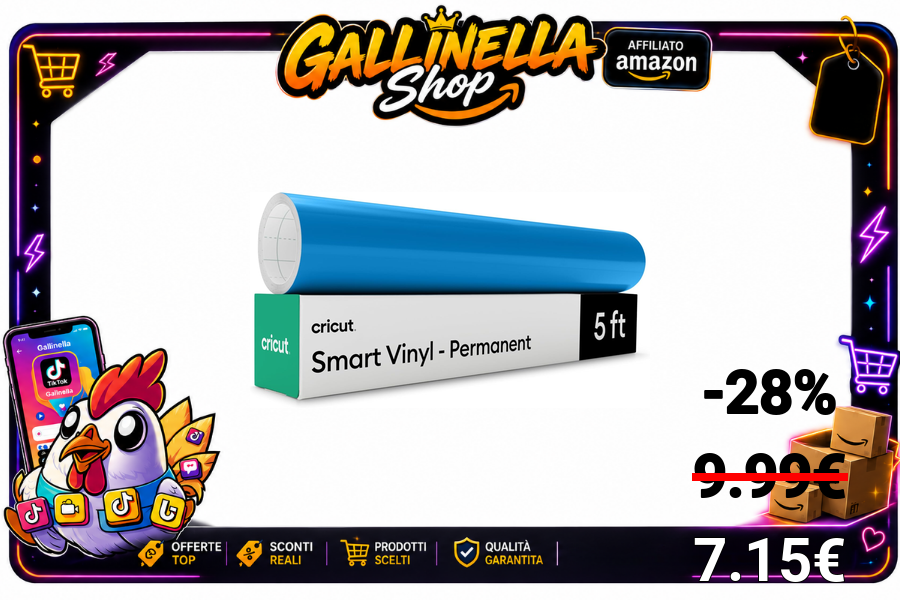 GALLINELLA
Shop
AFFILIATO
amazon
cricut
cricut
Smart Vinyl - Permanent
5 ft
Gallinella
TikTok
Gallinella
-28%
9.99€
7.15€
OFFERTE
TOP
SCONTI
REALI
PRODOTTI
SCELTI
QUALITÀ
GARANTITA